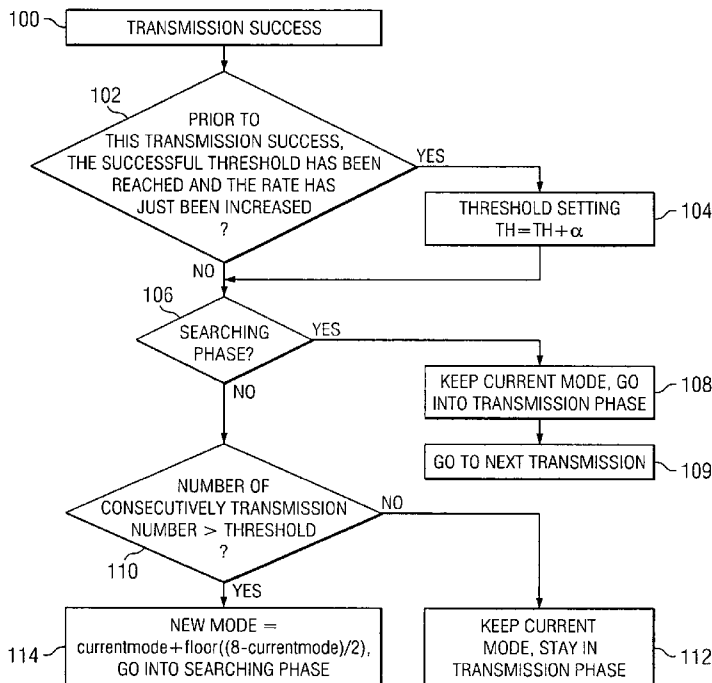 100
TRANSMISSION SUCCESS
102
PRIOR TO
THIS TRANSMISSION SUCCESS,
THE SUCCESSFUL THRESHOLD HAS BEEN
REACHED AND THE RATE HAS
JUST BEEN INCREASED
?
YES
THRESHOLD SETTING
TH=TH+α
104
NO
106
SEARCHING
PHASE?
YES
KEEP CURRENT MODE, GO
INTO TRANSMISSION PHASE
108
NO
GO TO NEXT TRANSMISSION
109
NUMBER OF
CONSECUTIVELY TRANSMISSION
NUMBER > THRESHOLD
?
NO
110
YES
114
NEW MODE =
currentmode+floor((8-currentmode)/2),
GO INTO SEARCHING PHASE
KEEP CURRENT
MODE, STAY IN
TRANSMISSION PHASE
112